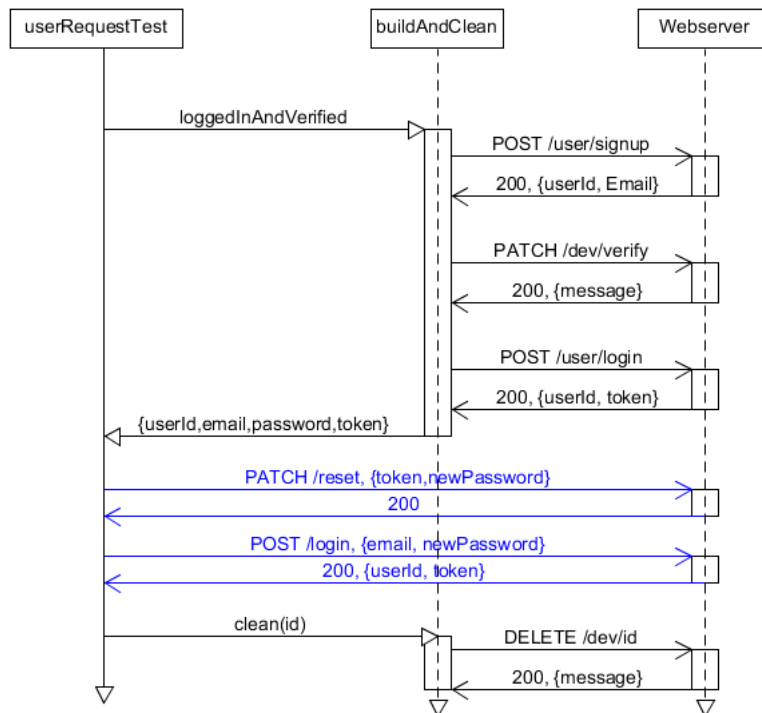 userRequestTest
buildAndClean
Webserver
loggedInAndVerified
POST /user/signup
200, {userId, Email}
PATCH /dev/verify
200, {message}
POST /user/login
200, {userId, token}
{userId,email,password,token}
PATCH /reset, {token,newPassword}
200
POST /login, {email, newPassword}
200, {userId, token}
clean(id)
DELETE /dev/id
200, {message}